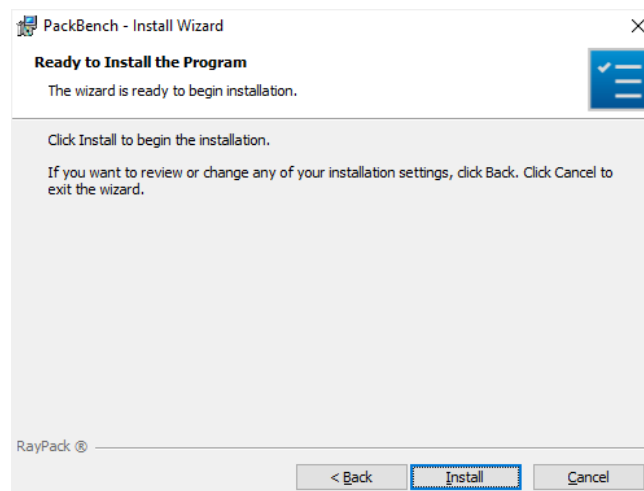 PackBench - Install Wizard
Ready to Install the Program
The wizard is ready to begin installation.
Click Install to begin the installation.
If you want to review or change any of your installation settings, click Back. Click Cancel to
exit the wizard.
RayPack ®
< Back Install Cancel